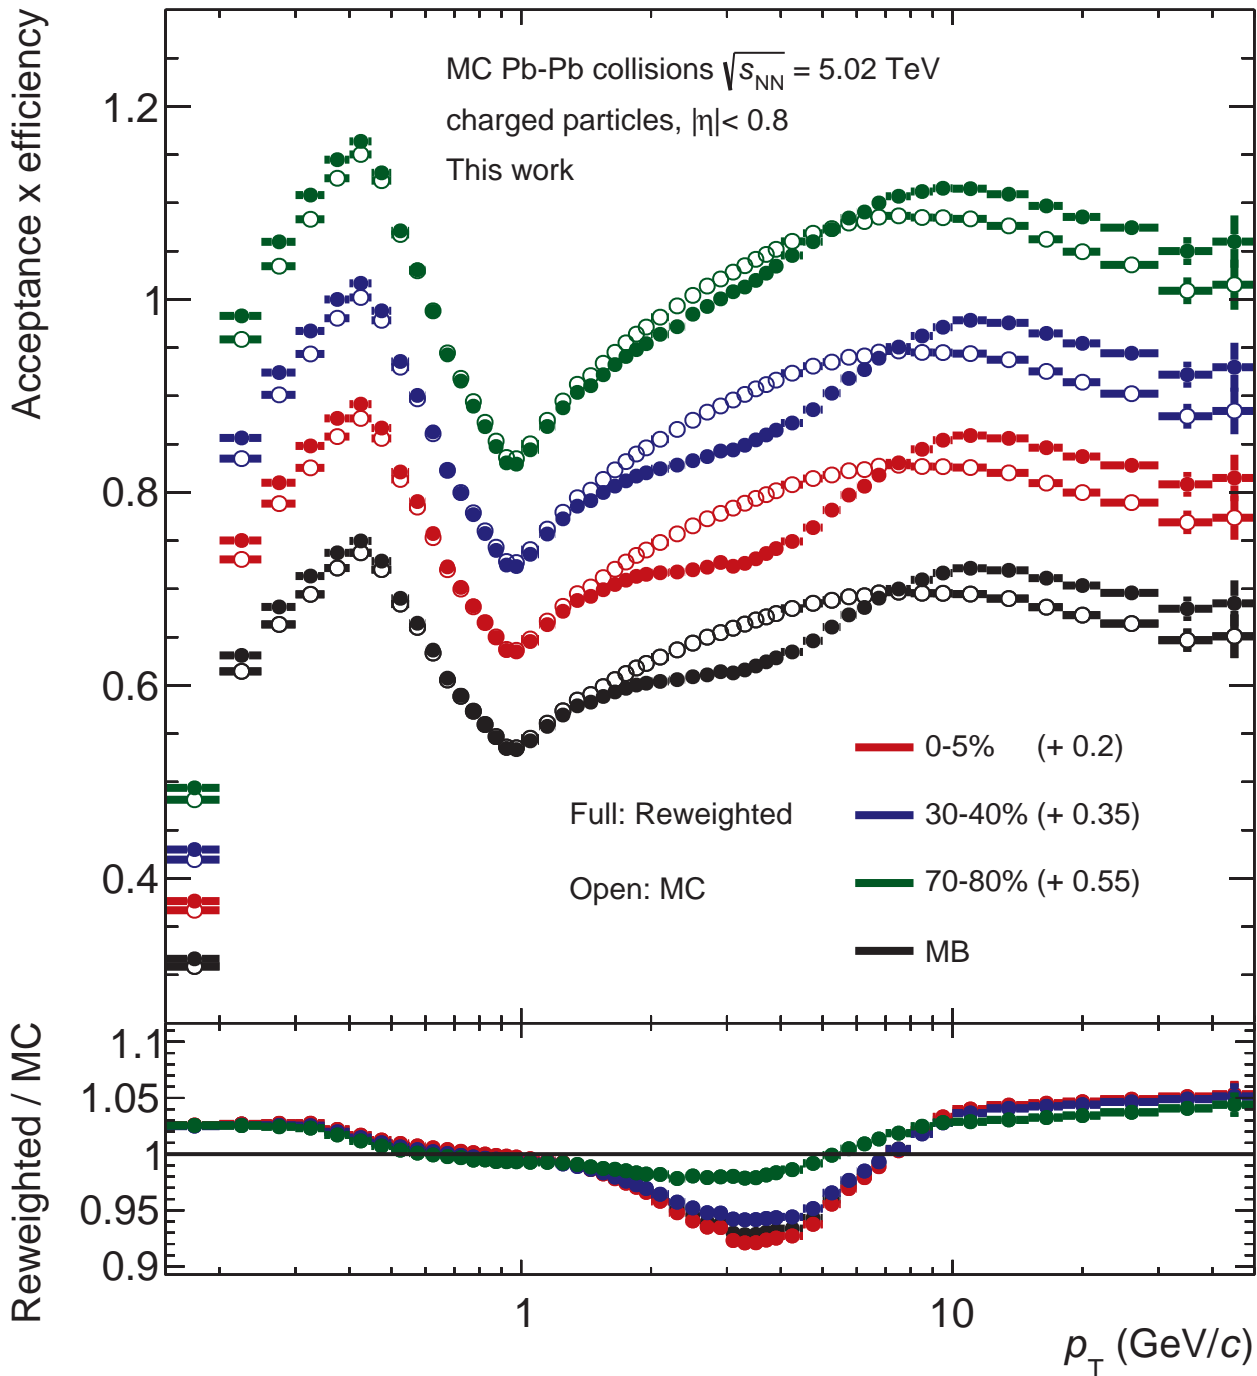 Acceptance x efficiency
MC Pb-Pb collisions √s_NN = 5.02 TeV
charged particles, |η|< 0.8
This work
1.2
1
0.8
0.6
0.4
Full: Reweighted
Open: MC
0-5% (+ 0.2)
30-40% (+ 0.35)
70-80% (+ 0.55)
MB
Reweighted / MC
1.1
1.05
1
0.95
0.9
1
10
p_T (GeV/c)